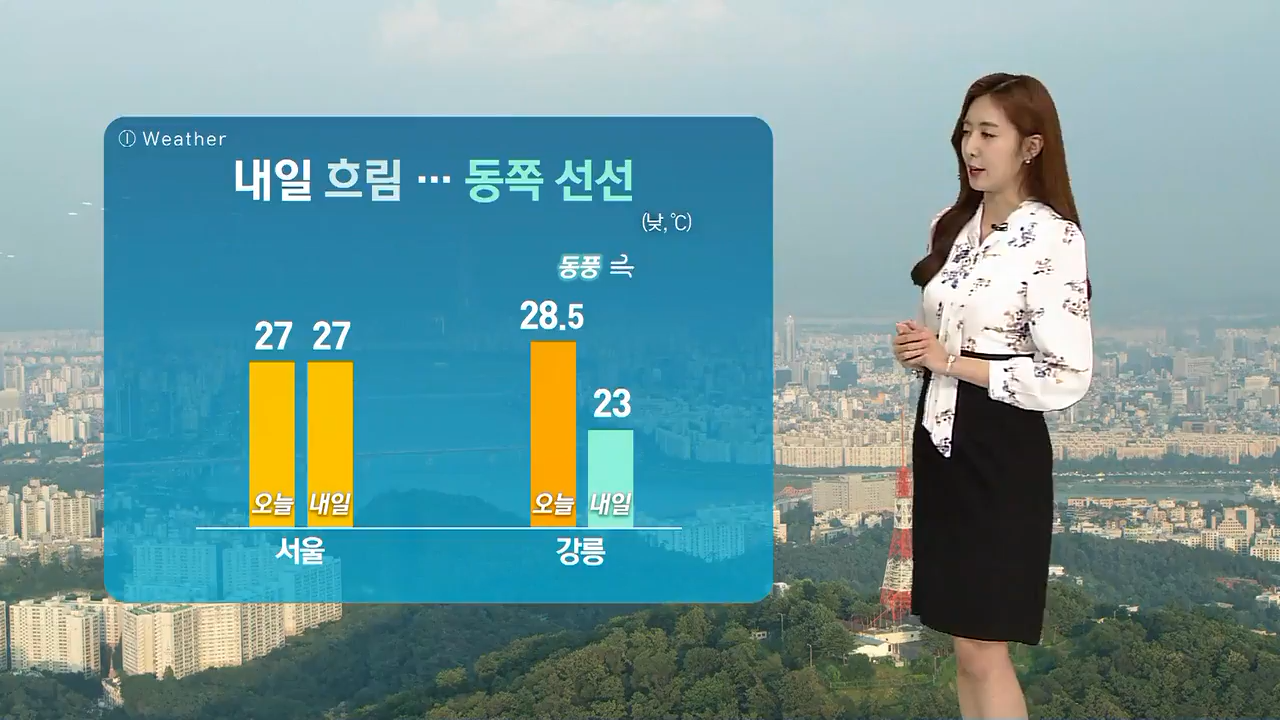 ① Weather
내일 흐림 … 동쪽 선선
(낮, ℃)
동풍
27 27 28.5 23
오늘 내일 오늘 내일
서울 강릉